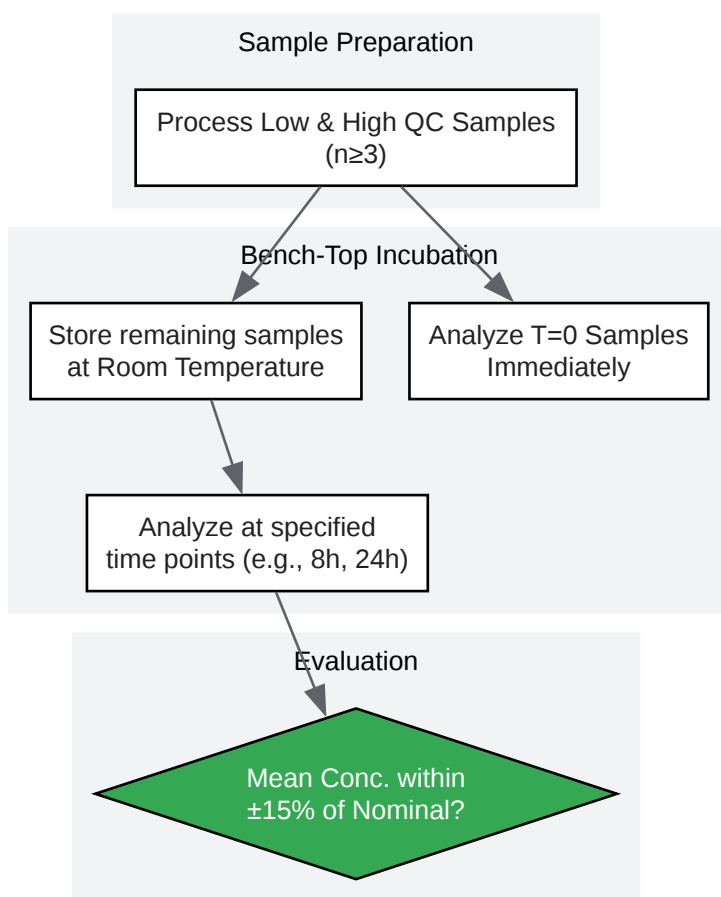 Sample Preparation
Process Low & High QC Samples
(n≥3)
Bench-Top Incubation
Store remaining samples
at Room Temperature
Analyze T=0 Samples
Immediately
Analyze at specified
time points (e.g., 8h, 24h)
Evaluation
Mean Conc. within
±15% of Nominal?